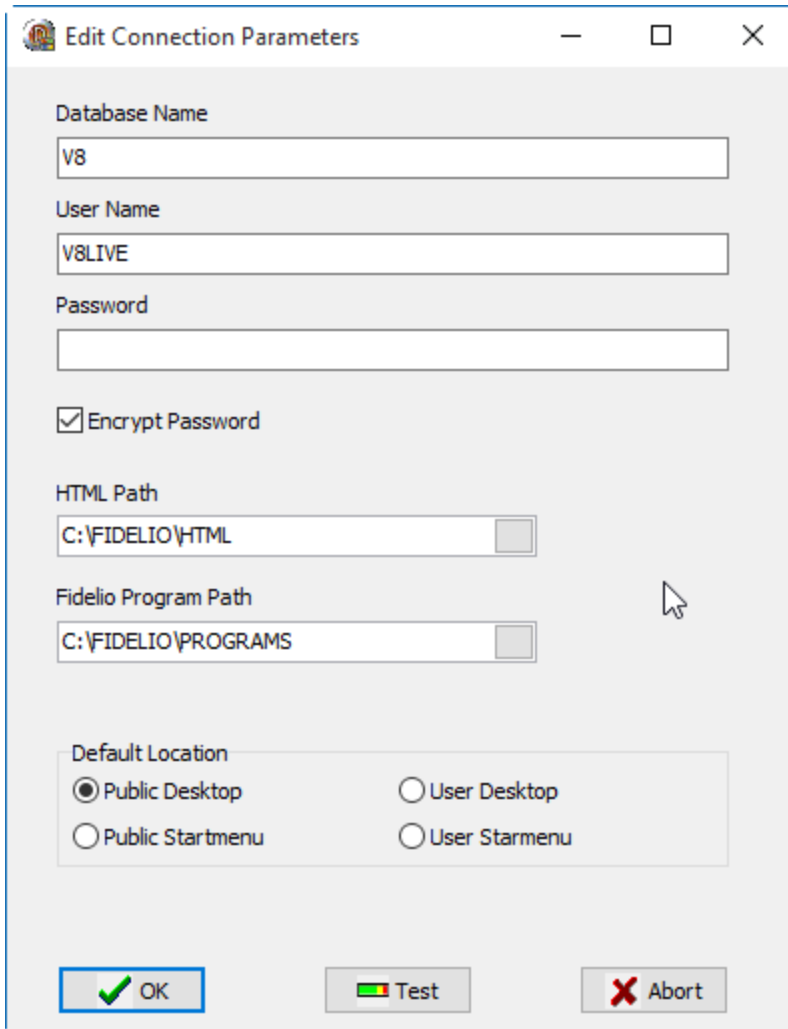 Edit Connection Parameters
Database Name
V8
User Name
V8LIVE
Password
Encrypt Password
HTML Path
C:\FIDELIO\HTML
Fidelio Program Path
C:\FIDELIO\PROGRAMS
Default Location
Public Desktop User Desktop
Public Startmenu User Starmenu
OK Test Abort